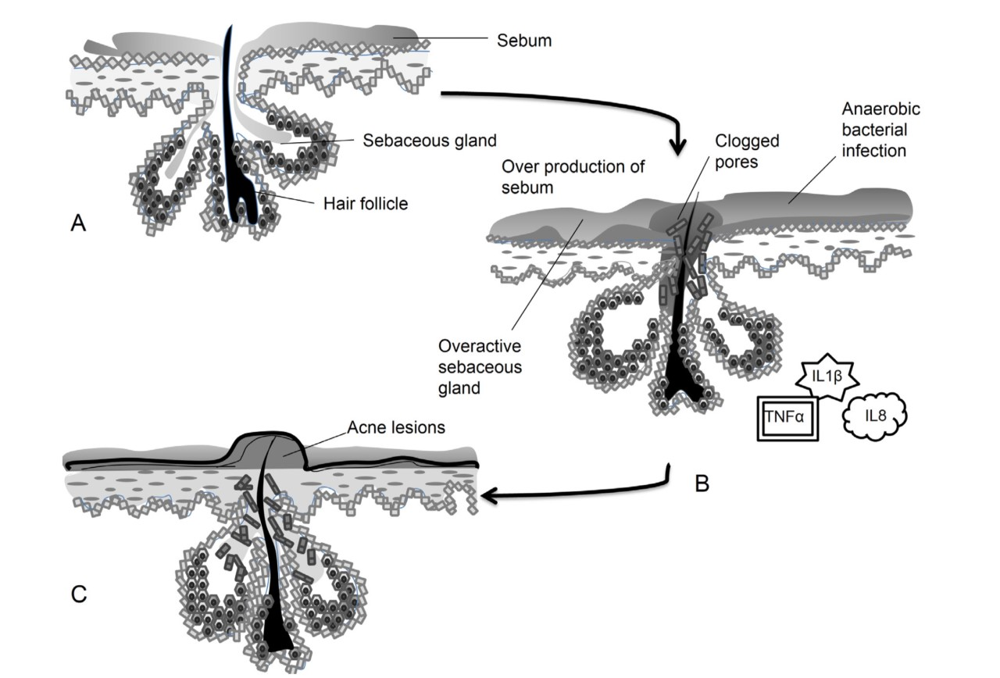 Sebum
Sebaceous gland
Hair follicle
A
Anaerobic
bacterial
infection
Clogged
pores
Over production of
sebum
Overactive
sebaceous
gland
IL1β
TNFα
IL8
B
Acne lesions
C